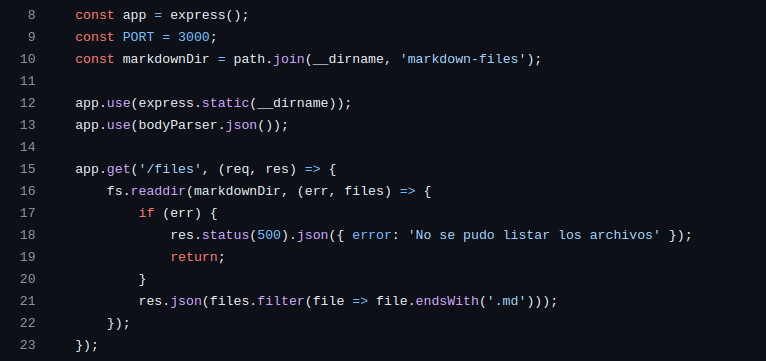 8 const app = express();
9 const PORT = 3000;
10 const markdownDir = path.join(__dirname, 'markdown-files');
11
12 app.use(express.static(__dirname));
13 app.use(bodyParser.json());
14
15 app.get('/files', (req, res) => {
16     fs.readdir(markdownDir, (err, files) => {
17         if (err) {
18             res.status(500).json({ error: 'No se pudo listar los archivos' });
19             return;
20         }
21         res.json(files.filter(file => file.endsWith('.md')));
22     });
23 });